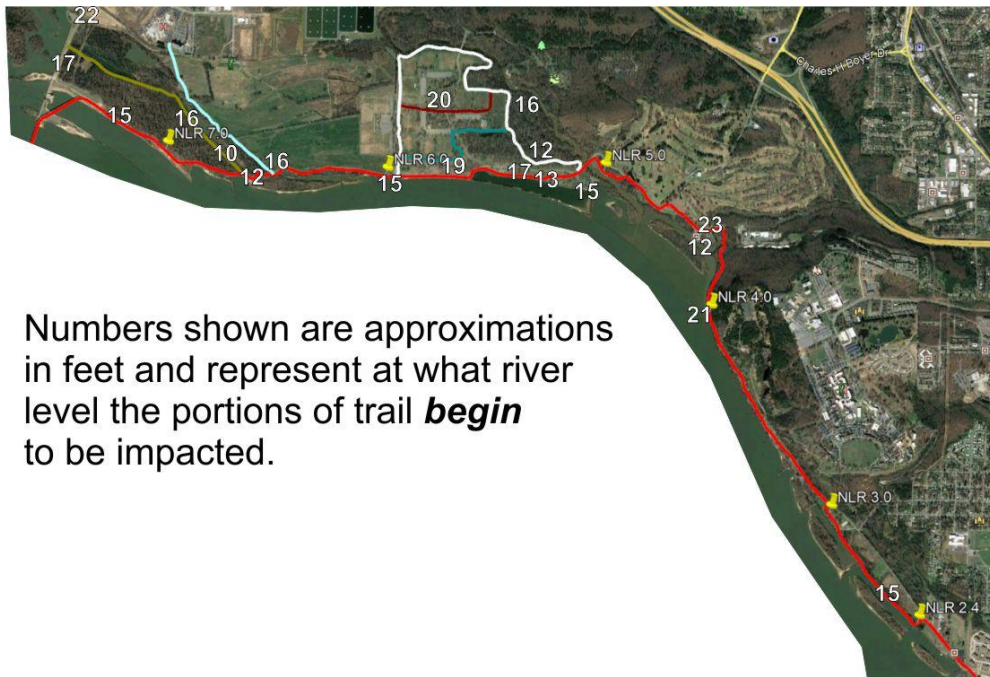 22
Charles H Boyer Dr
17
15
16
NLR 7.0
10
12
16
20
16
12
NLR 6.0
15
19
17
13
NLR 5.0
15
23
12
NLR 4.0
21
Numbers shown are approximations
in feet and represent at what river
level the portions of trail begin
to be impacted.
NLR 3.0
15
NLR 2.4